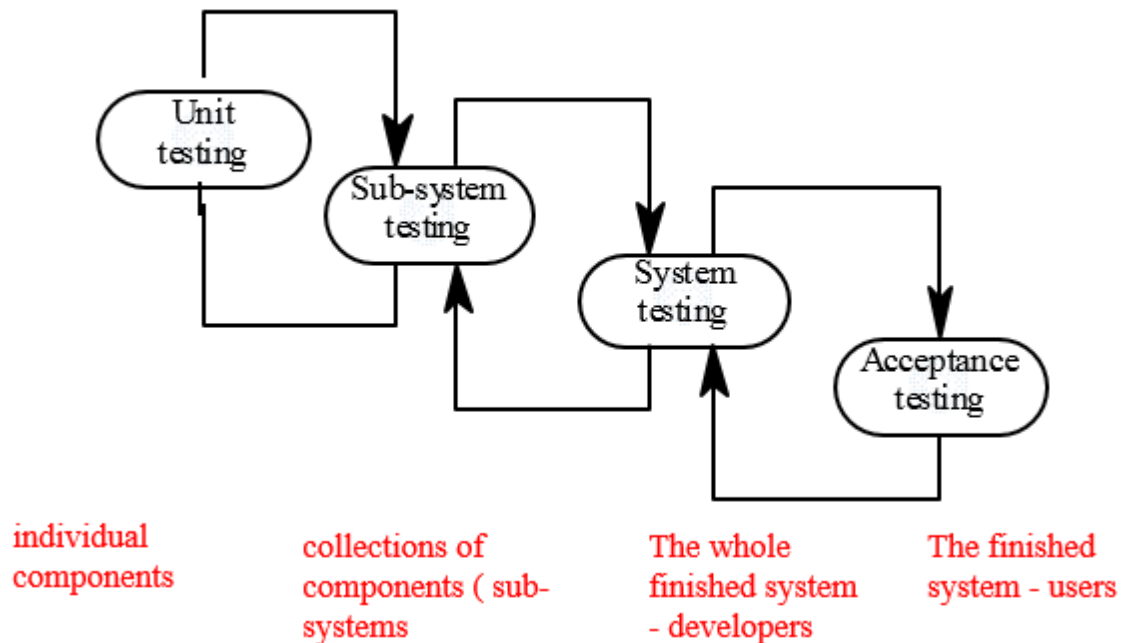 Unit
testing
Sub-system
testing
System
testing
Acceptance
testing
individual
components
collections of
components ( sub-
systems
The whole
finished system
- developers
The finished
system - users